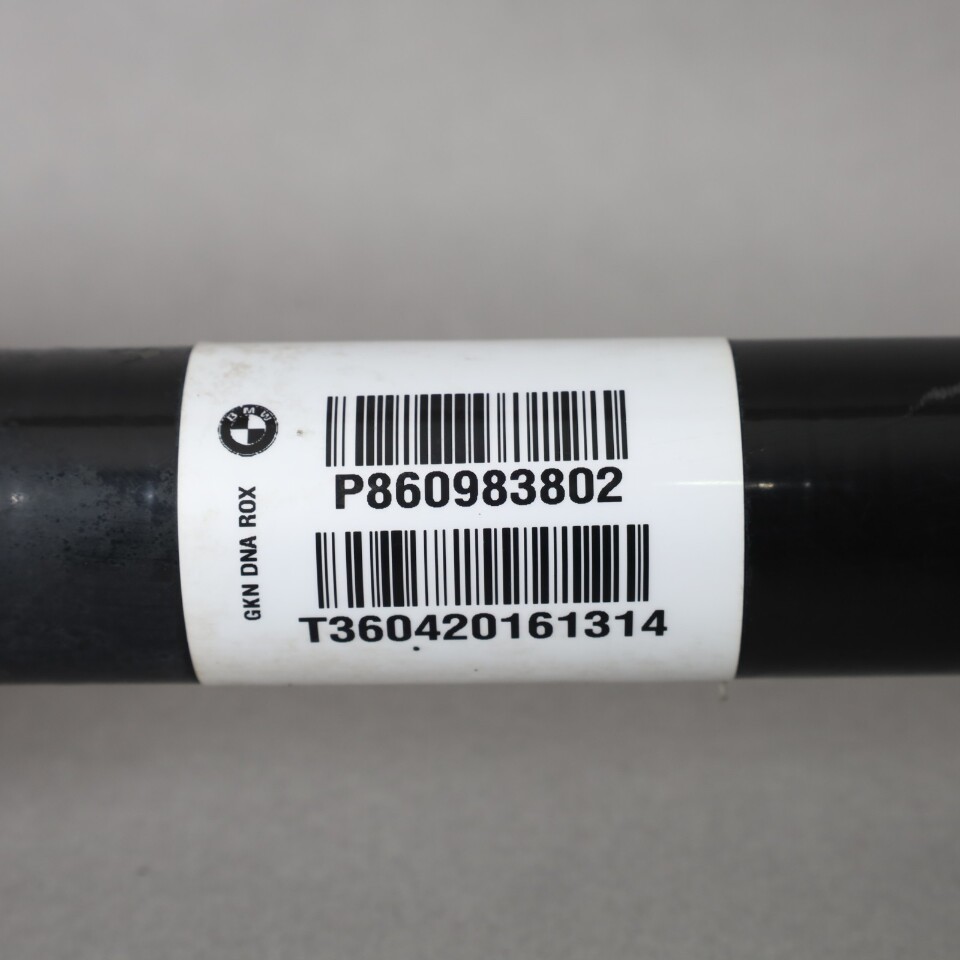 BMW
P860983802
GKN DNA ROX
T360420161314